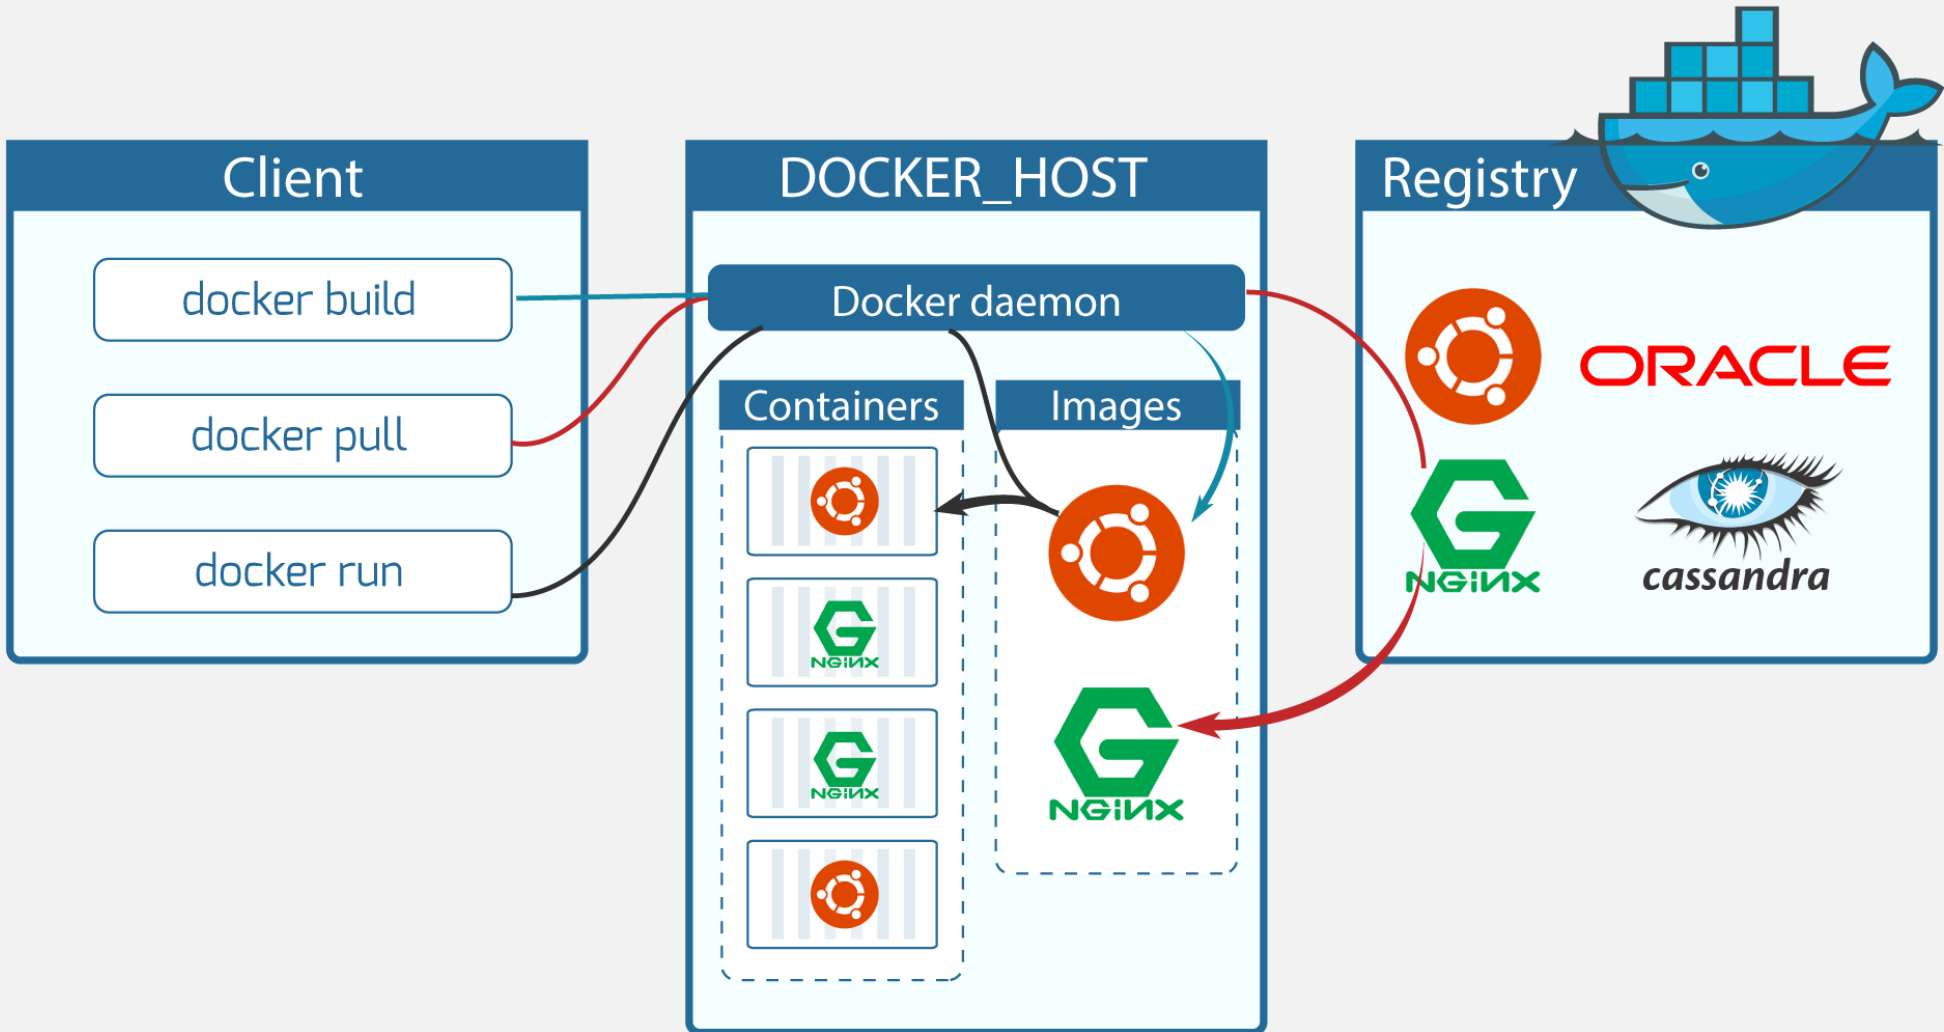 Client
docker build
docker pull
docker run
DOCKER_HOST
Docker daemon
Containers
NGiNX
NGiNX
Images
NGiNX
Registry
ORACLE
NGiNX
cassandra